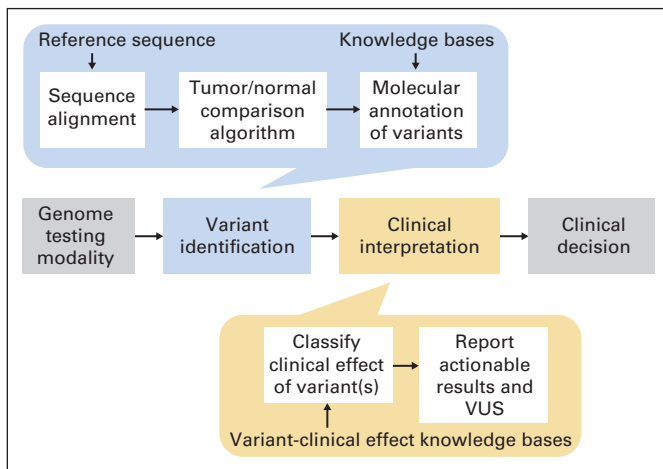 Reference sequence
Knowledge bases
Sequence
alignment
Tumor/normal
comparison
algorithm
Molecular
annotation
of variants
Genome
testing
modality
Variant
identification
Clinical
interpretation
Clinical
decision
Classify
clinical effect
of variant(s)
Report
actionable
results and
VUS
Variant-clinical effect knowledge bases